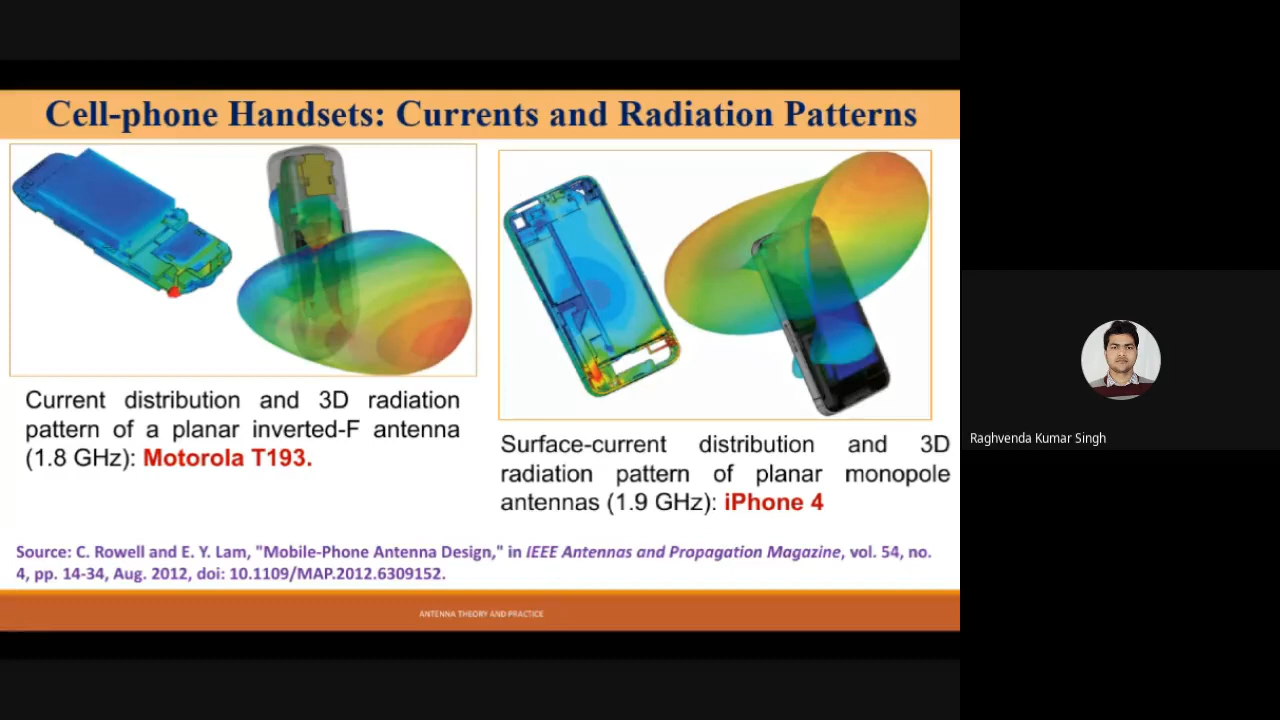 Cell-phone Handsets: Currents and Radiation Patterns
Current distribution and 3D radiation
pattern of a planar inverted-F antenna
(1.8 GHz): Motorola T193.
Surface-current distribution and 3D
radiation pattern of planar monopole
antennas (1.9 GHz): iPhone 4
Source: C. Rowell and E. Y. Lam, "Mobile-Phone Antenna Design," in IEEE Antennas and Propagation Magazine, vol. 54, no.
4, pp. 14-34, Aug. 2012, doi: 10.1109/MAP.2012.6309152.
ANTENNA THEORY AND PRACTICE
Raghvenda Kumar Singh